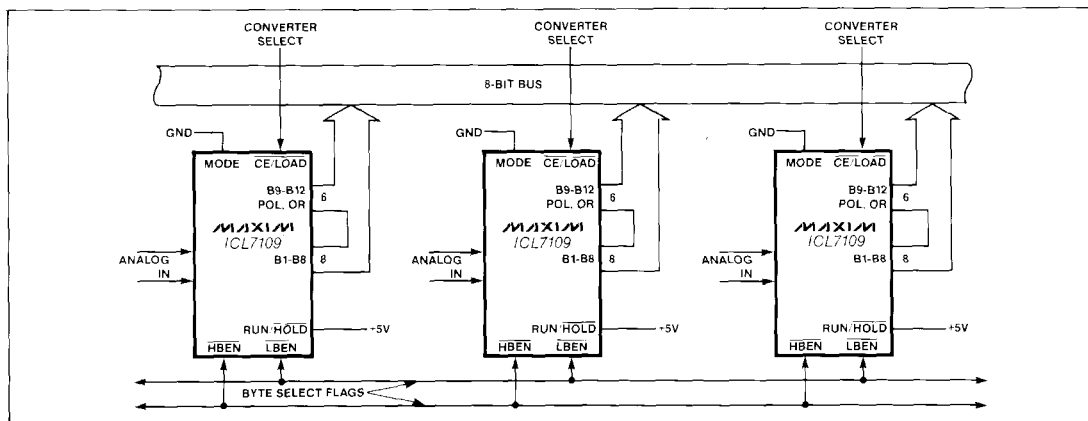 CONVERTER SELECT
CONVERTER SELECT
CONVERTER SELECT
8-BIT BUS
GND
MODE CE/LOAD
B9-B12 6
POL, OR
MAXIM
ICL7109
B1-B8 8
ANALOG IN
RUN/HOLD +5V
HBEN LBEN
GND
MODE CE/LOAD
B9-B12 6
POL, OR
MAXIM
ICL7109
B1-B8 8
ANALOG IN
RUN/HOLD +5V
HBEN LBEN
GND
MODE CE/LOAD
B9-B12 6
POL, OR
MAXIM
ICL7109
B1-B8 8
ANALOG IN
RUN/HOLD +5V
HBEN LBEN
BYTE SELECT FLAGS